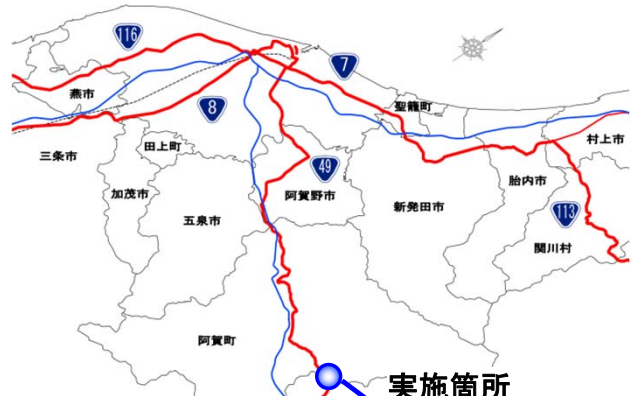 116
7
燕市
8
聖籠町
村上市
三条市
田上町
49
胎内市
加茂市
阿賀野市
新発田市
113
五泉市
関川村
阿賀町
実施箇所